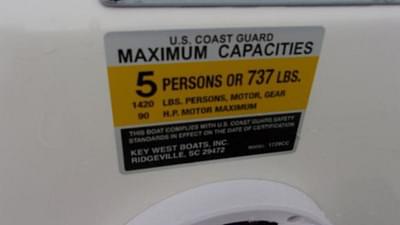 U.S. COAST GUARD
MAXIMUM CAPACITIES
5 PERSONS OR 737 LBS.
1420 LBS. PERSONS, MOTOR, GEAR
90 H.P. MOTOR MAXIMUM
THIS BOAT COMPLIES WITH U.S. COAST GUARD SAFETY
STANDARDS IN EFFECT ON THE DATE OF CERTIFICATION
KEY WEST BOATS, INC.
RIDGEVILLE, SC 29472
MODEL: 1720CC